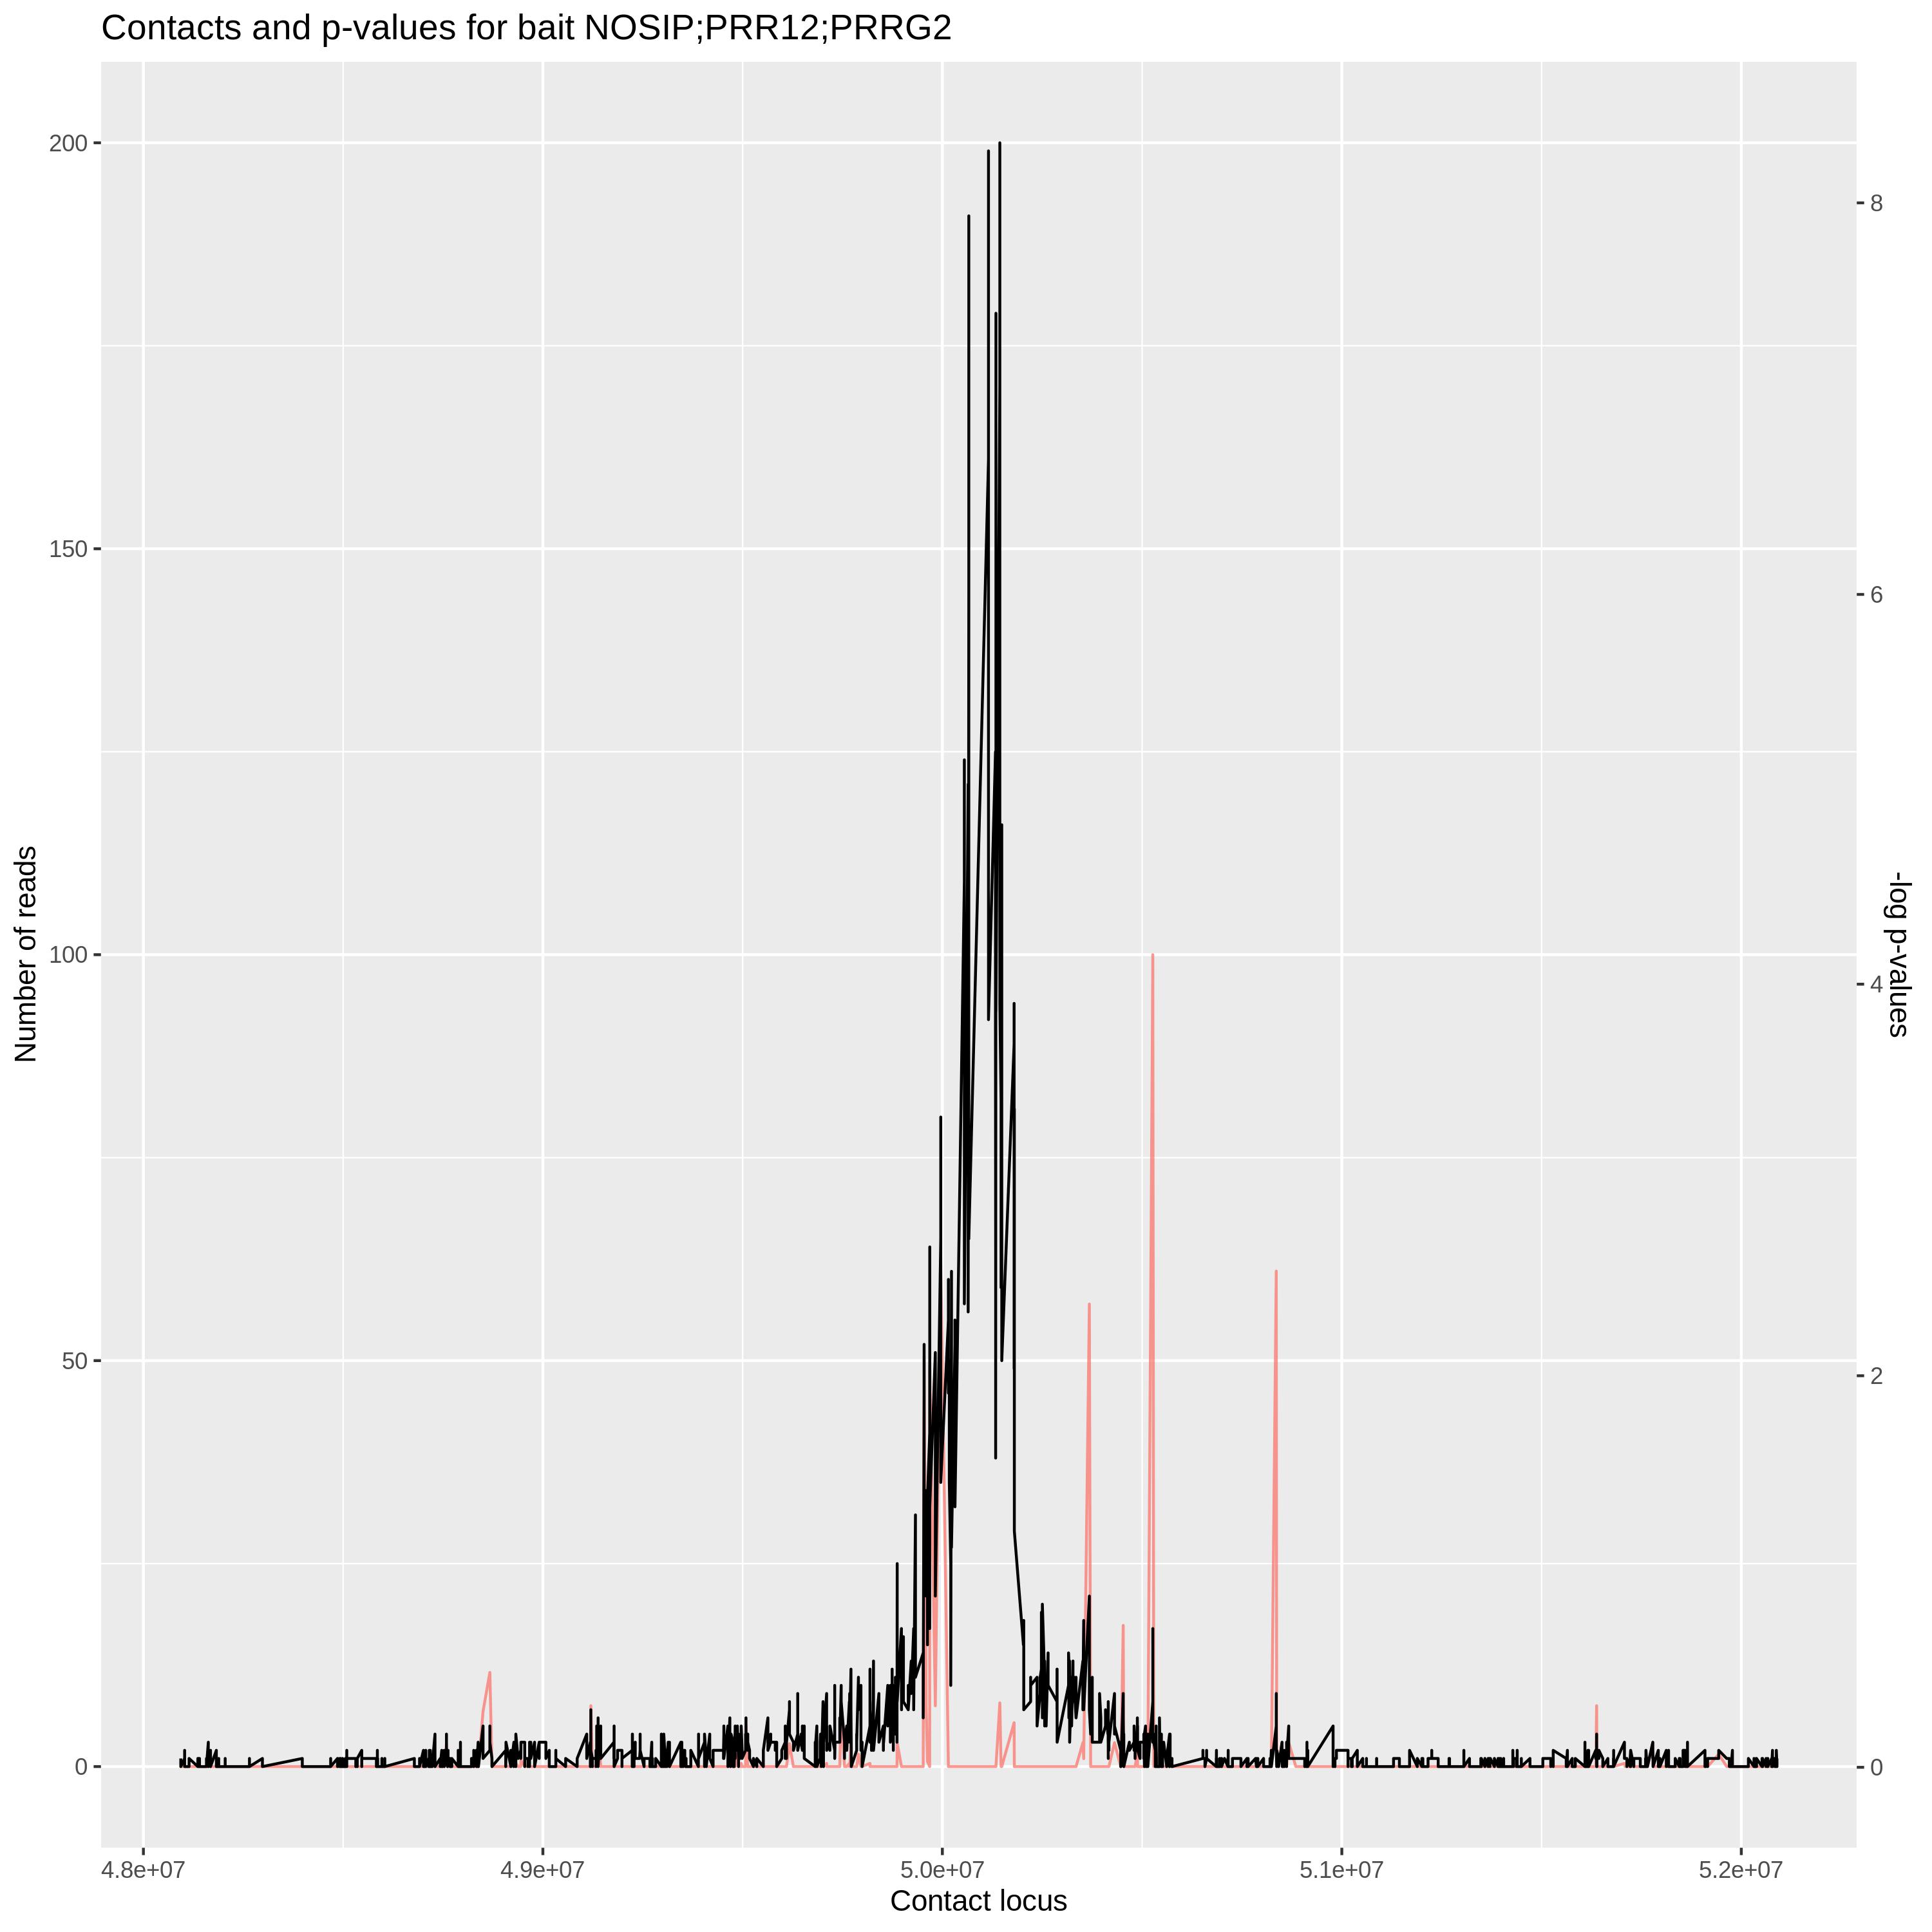 Contacts and p-values for bait NOSIP;PRR12;PRRG2
200
150
100
50
0
Number of reads
8
6
4
2
0
-log p-values
4.8e+07
4.9e+07
5.0e+07
5.1e+07
5.2e+07
Contact locus